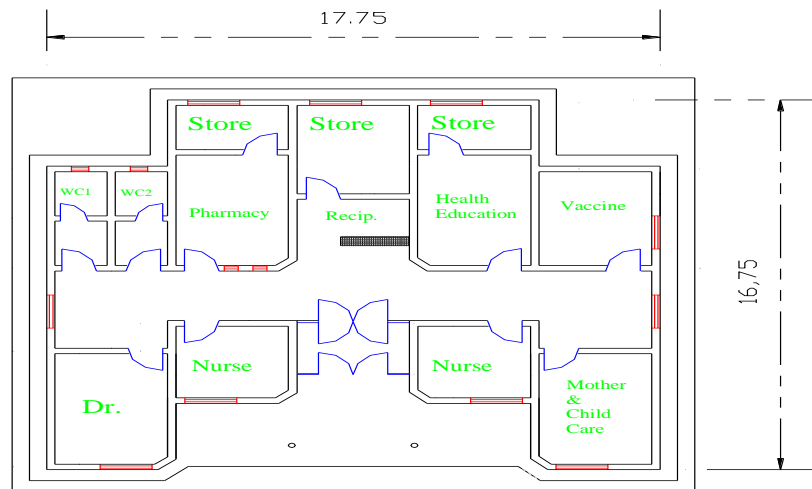 17.75
Store
Store
Store
WC1
WC2
Pharmacy
Recip.
Health
Education
Vaccine
16,75
Nurse
Nurse
Dr.
Mother
&
Child
Care